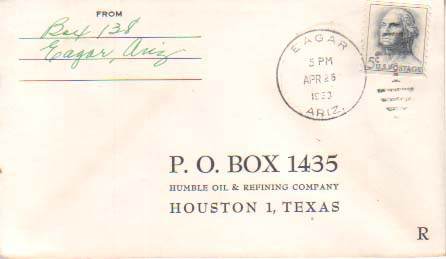 FROM
Box 138
Eagar, Ariz
EAGAR
5 PM
APR 26
1963
ARIZ.
5¢
U.S. POSTAGE
P. O. BOX 1435
HUMBLE OIL & REFINING COMPANY
HOUSTON 1, TEXAS
R